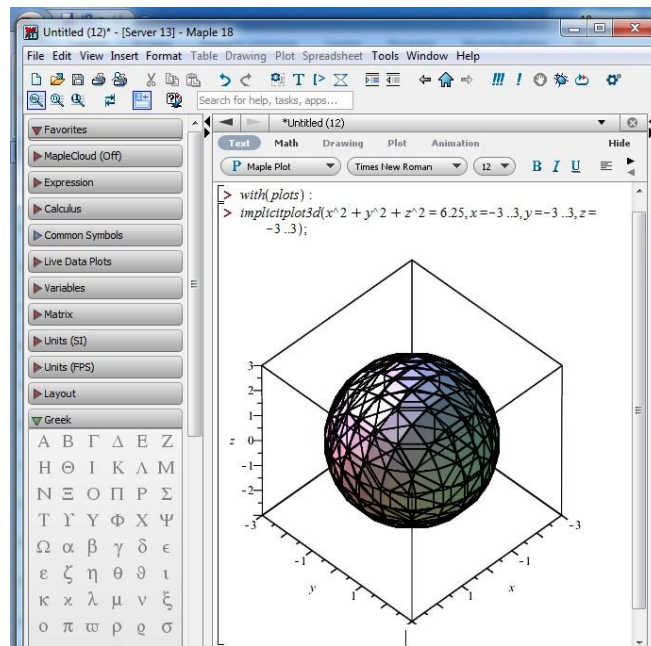 Untitled (12)* - [Server 13] - Maple 18
File Edit View Insert Format Table Drawing Plot Spreadsheet Tools Window Help
Search for help, tasks, apps...
Favorites
MapleCloud (Off)
Expression
Calculus
Common Symbols
Live Data Plots
Variables
Matrix
Units (SI)
Units (FPS)
Layout
Greek
Α Β Γ Δ Ε Ζ
Η Θ Ι Κ Λ Μ
Ν Ξ Ο Π Ρ Σ
Τ ϒ Υ Φ Χ Ψ
Ω α β γ δ ϵ
ε ζ η θ ϑ ι
κ ϰ λ μ ν ξ
ο π ϖ ρ ϱ σ
*Untitled (12)
Text Math Drawing Plot Animation Hide
P Maple Plot Times New Roman 12 B I U
> with(plots) :
> implicitplot3d(x^2 + y^2 + z^2 = 6.25, x=-3 ..3, y=-3 ..3, z=
-3 ..3);
3
2
1
z 0
-1
-2
-3 -3
-1 -1
y 1 1 x